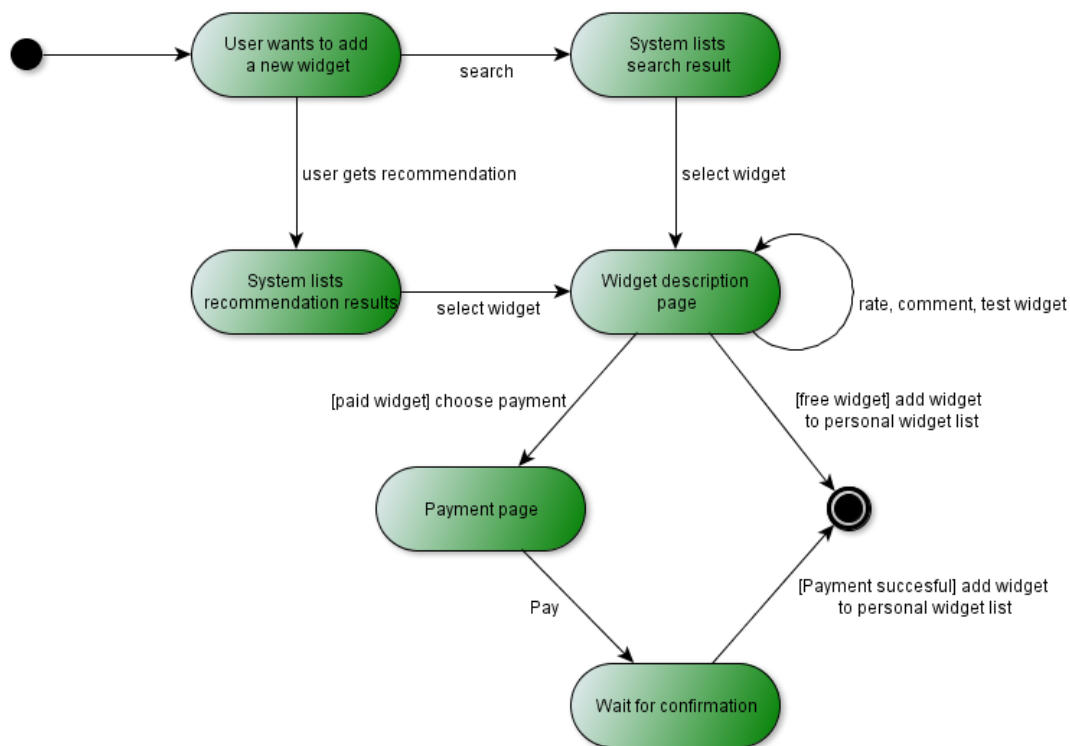 User wants to add
a new widget
search
System lists
search result
user gets recommendation
select widget
System lists
recommendation results
select widget
Widget description
page
rate, comment, test widget
[paid widget] choose payment
[free widget] add widget
to personal widget list
Payment page
Pay
[Payment succesful] add widget
to personal widget list
Wait for confirmation